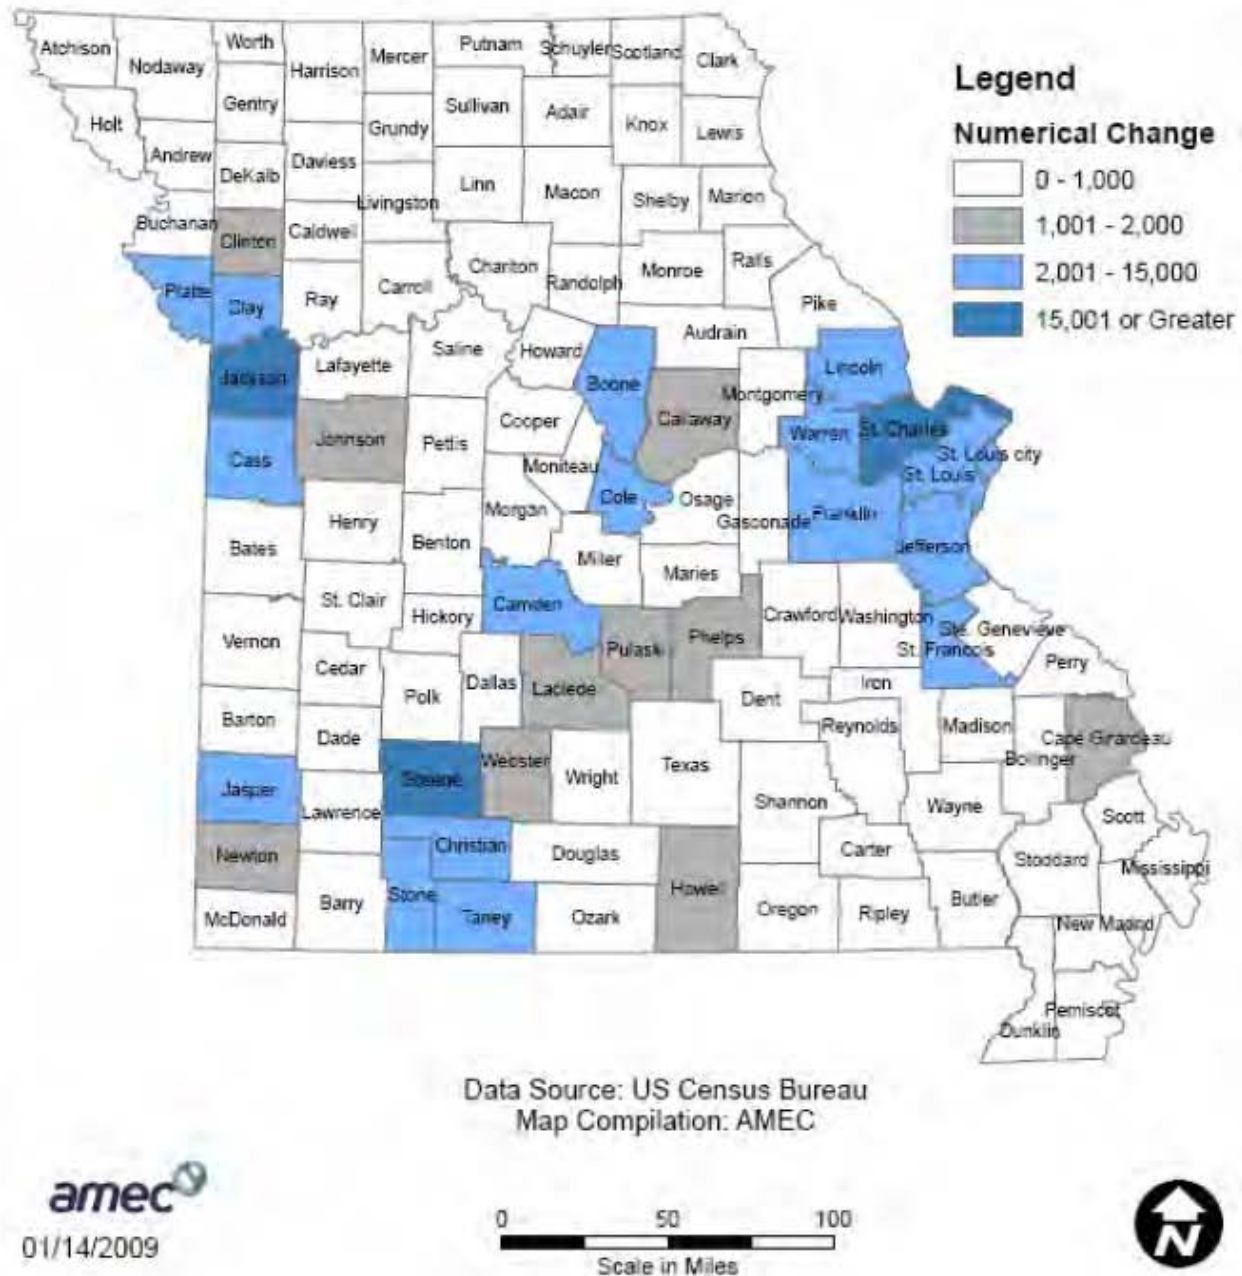 Legend
Numerical Change
0 - 1,000
1,001 - 2,000
2,001 - 15,000
15,001 or Greater
Atchison
Nodaway
Worth
Harrison
Mercer
Putnam
Schuyler
Scotland
Clark
Gentry
Sullivan
Adair
Knox
Lewis
Holt
Grundy
Andrew
Daviess
DeKalb
Linn
Macon
Shelby
Marion
Livingston
Buchanan
Clinton
Caldwell
Chariton
Randolph
Monroe
Ralls
Platte
Clay
Ray
Carroll
Pike
Audrain
Saline
Howard
Lafayette
Jackson
Boone
Lincoln
Montgomery
Callaway
Cooper
Johnson
Pettis
Warren
St. Charles
Cass
Moniteau
St. Louis city
St. Louis
Cole
Osage
Morgan
Gasconade
Franklin
Henry
Benton
Bates
Miller
Maries
Jefferson
St. Clair
Camden
Hickory
Crawford
Washington
Ste. Genevieve
Vernon
Pulaski
Phelps
St. Francois
Cedar
Perry
Polk
Dallas
Laclede
Iron
Dent
Barton
Dade
Reynolds
Madison
Cape Girardeau
Bollinger
Webster
Wright
Texas
Greene
Jasper
Lawrence
Shannon
Wayne
Scott
Newton
Christian
Douglas
Carter
Stoddard
Mississippi
Howell
Stone
Barry
McDonald
Taney
Ozark
Oregon
Ripley
Butler
New Madrid
Pemiscot
Dunklin
Data Source: US Census Bureau
Map Compilation: AMEC
amec
01/14/2009
0 50 100
Scale in Miles
N